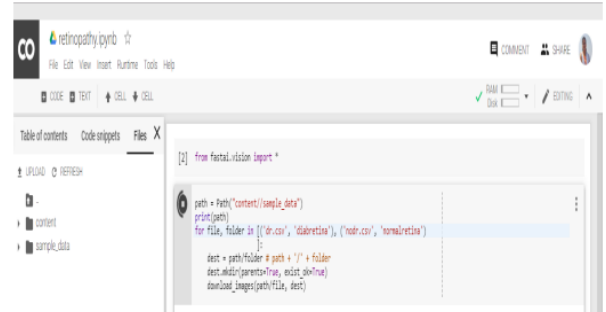 CO retinopathy.ipynb ☆
COMMENT SHARE
File Edit View Insert Runtime Tools Help
CODE TEXT CELL CELL
RAM
Disk
EDITING
Table of contents Code snippets Files X
UPLOAD REFRESH
..
content
sample_data
[2] from fastai.vision import *
path = Path("content//sample_data")
print(path)
for file, folder in [('dr.csv', 'diabretina'), ('nodr.csv', 'normalretina')
]:
dest = path/folder # path + '/' + folder
dest.mkdir(parents=True, exist_ok=True)
download_images(path/file, dest)